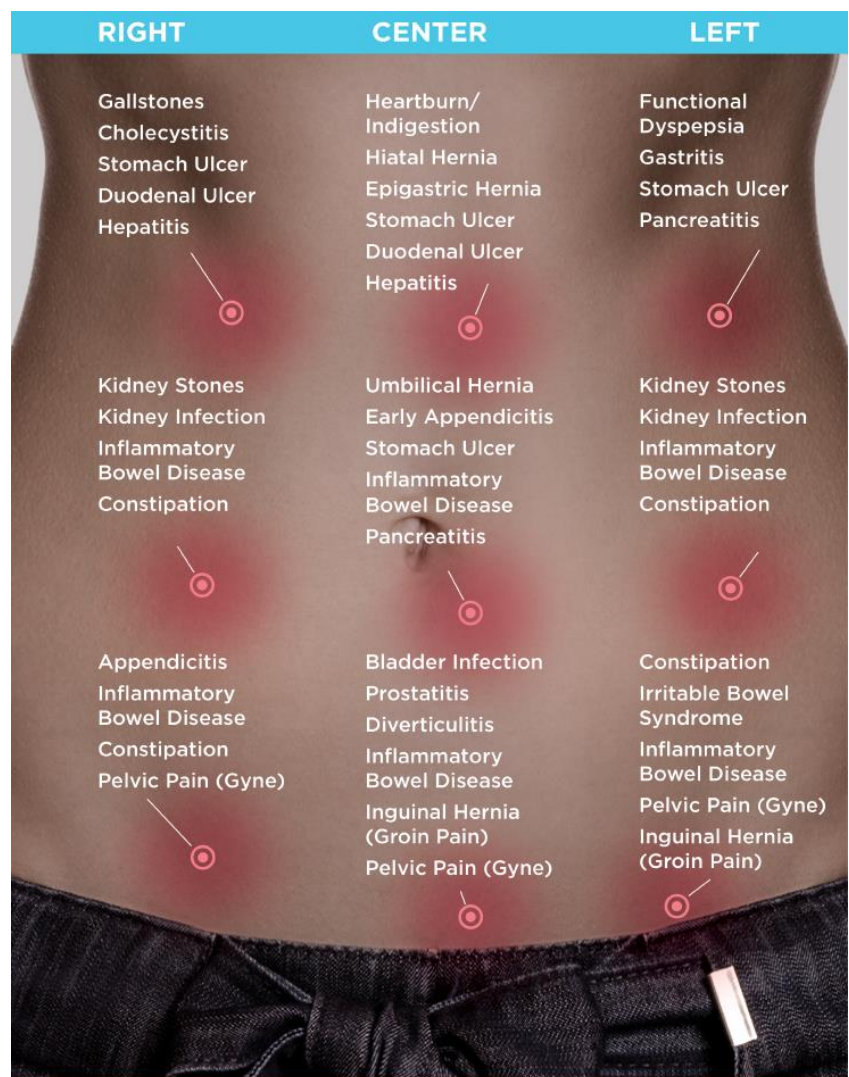 RIGHT
CENTER
LEFT
Gallstones
Cholecystitis
Stomach Ulcer
Duodenal Ulcer
Hepatitis
Heartburn/
Indigestion
Hiatal Hernia
Epigastric Hernia
Stomach Ulcer
Duodenal Ulcer
Hepatitis
Functional
Dyspepsia
Gastritis
Stomach Ulcer
Pancreatitis
Kidney Stones
Kidney Infection
Inflammatory
Bowel Disease
Constipation
Umbilical Hernia
Early Appendicitis
Stomach Ulcer
Inflammatory
Bowel Disease
Pancreatitis
Kidney Stones
Kidney Infection
Inflammatory
Bowel Disease
Constipation
Appendicitis
Inflammatory
Bowel Disease
Constipation
Pelvic Pain (Gyne)
Bladder Infection
Prostatitis
Diverticulitis
Inflammatory
Bowel Disease
Inguinal Hernia
(Groin Pain)
Pelvic Pain (Gyne)
Constipation
Irritable Bowel
Syndrome
Inflammatory
Bowel Disease
Pelvic Pain (Gyne)
Inguinal Hernia
(Groin Pain)